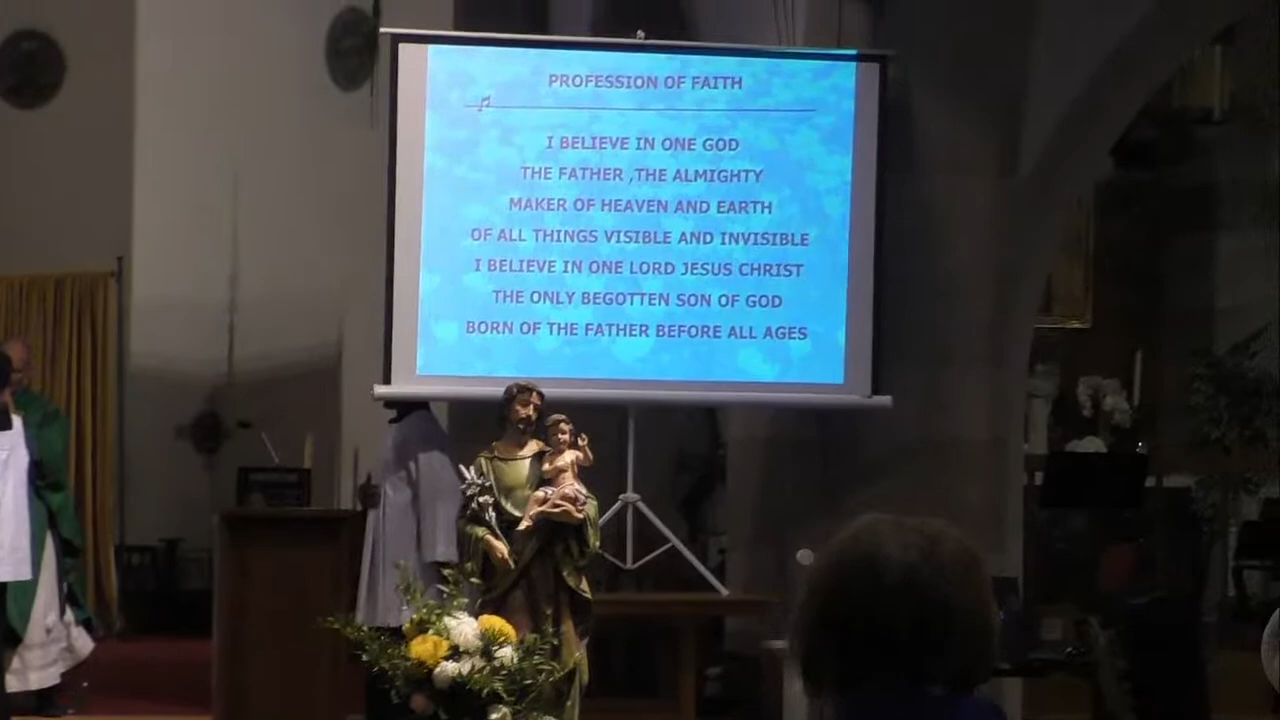 PROFESSION OF FAITH
I BELIEVE IN ONE GOD
THE FATHER ,THE ALMIGHTY
MAKER OF HEAVEN AND EARTH
OF ALL THINGS VISIBLE AND INVISIBLE
I BELIEVE IN ONE LORD JESUS CHRIST
THE ONLY BEGOTTEN SON OF GOD
BORN OF THE FATHER BEFORE ALL AGES